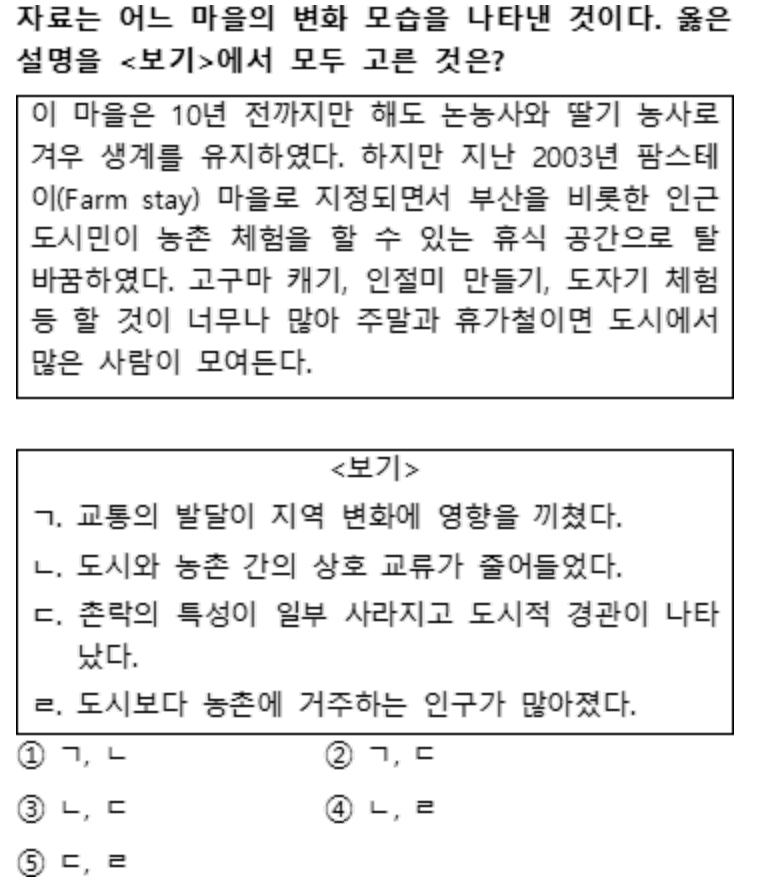 자료는 어느 마을의 변화 모습을 나타낸 것이다. 옳은
설명을 <보기>에서 모두 고른 것은?
이 마을은 10년 전까지만 해도 논농사와 딸기 농사로
겨우 생계를 유지하였다. 하지만 지난 2003년 팜스테
이(Farm stay) 마을로 지정되면서 부산을 비롯한 인근
도시민이 농촌 체험을 할 수 있는 휴식 공간으로 탈
바꿈하였다. 고구마 캐기, 인절미 만들기, 도자기 체험
등 할 것이 너무나 많아 주말과 휴가철이면 도시에서
많은 사람이 모여든다.
<보기>
ㄱ. 교통의 발달이 지역 변화에 영향을 끼쳤다.
ㄴ. 도시와 농촌 간의 상호 교류가 줄어들었다.
ㄷ. 촌락의 특성이 일부 사라지고 도시적 경관이 나타
났다.
ㄹ. 도시보다 농촌에 거주하는 인구가 많아졌다.
① ㄱ, ㄴ ② ㄱ, ㄷ
③ ㄴ, ㄷ ④ ㄴ, ㄹ
⑤ ㄷ, ㄹ